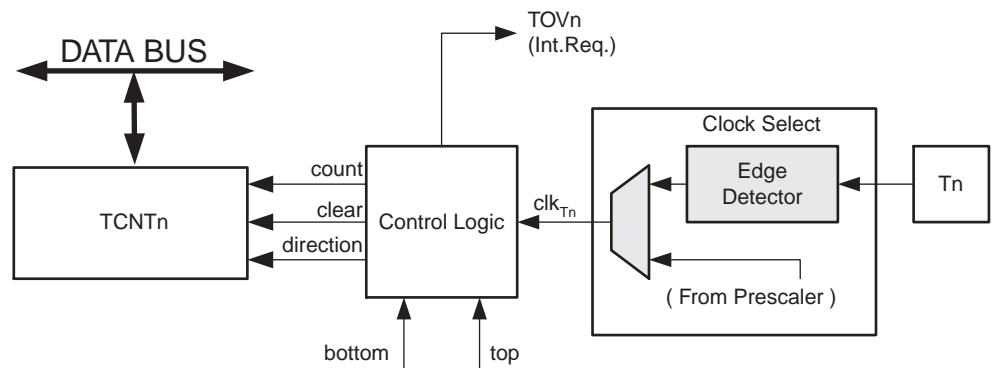 TOVn
(Int.Req.)
DATA BUS
Clock Select
count
Edge
Detector
Tn
TCNTn
clear
Control Logic
clkTn
direction
( From Prescaler )
bottom
top